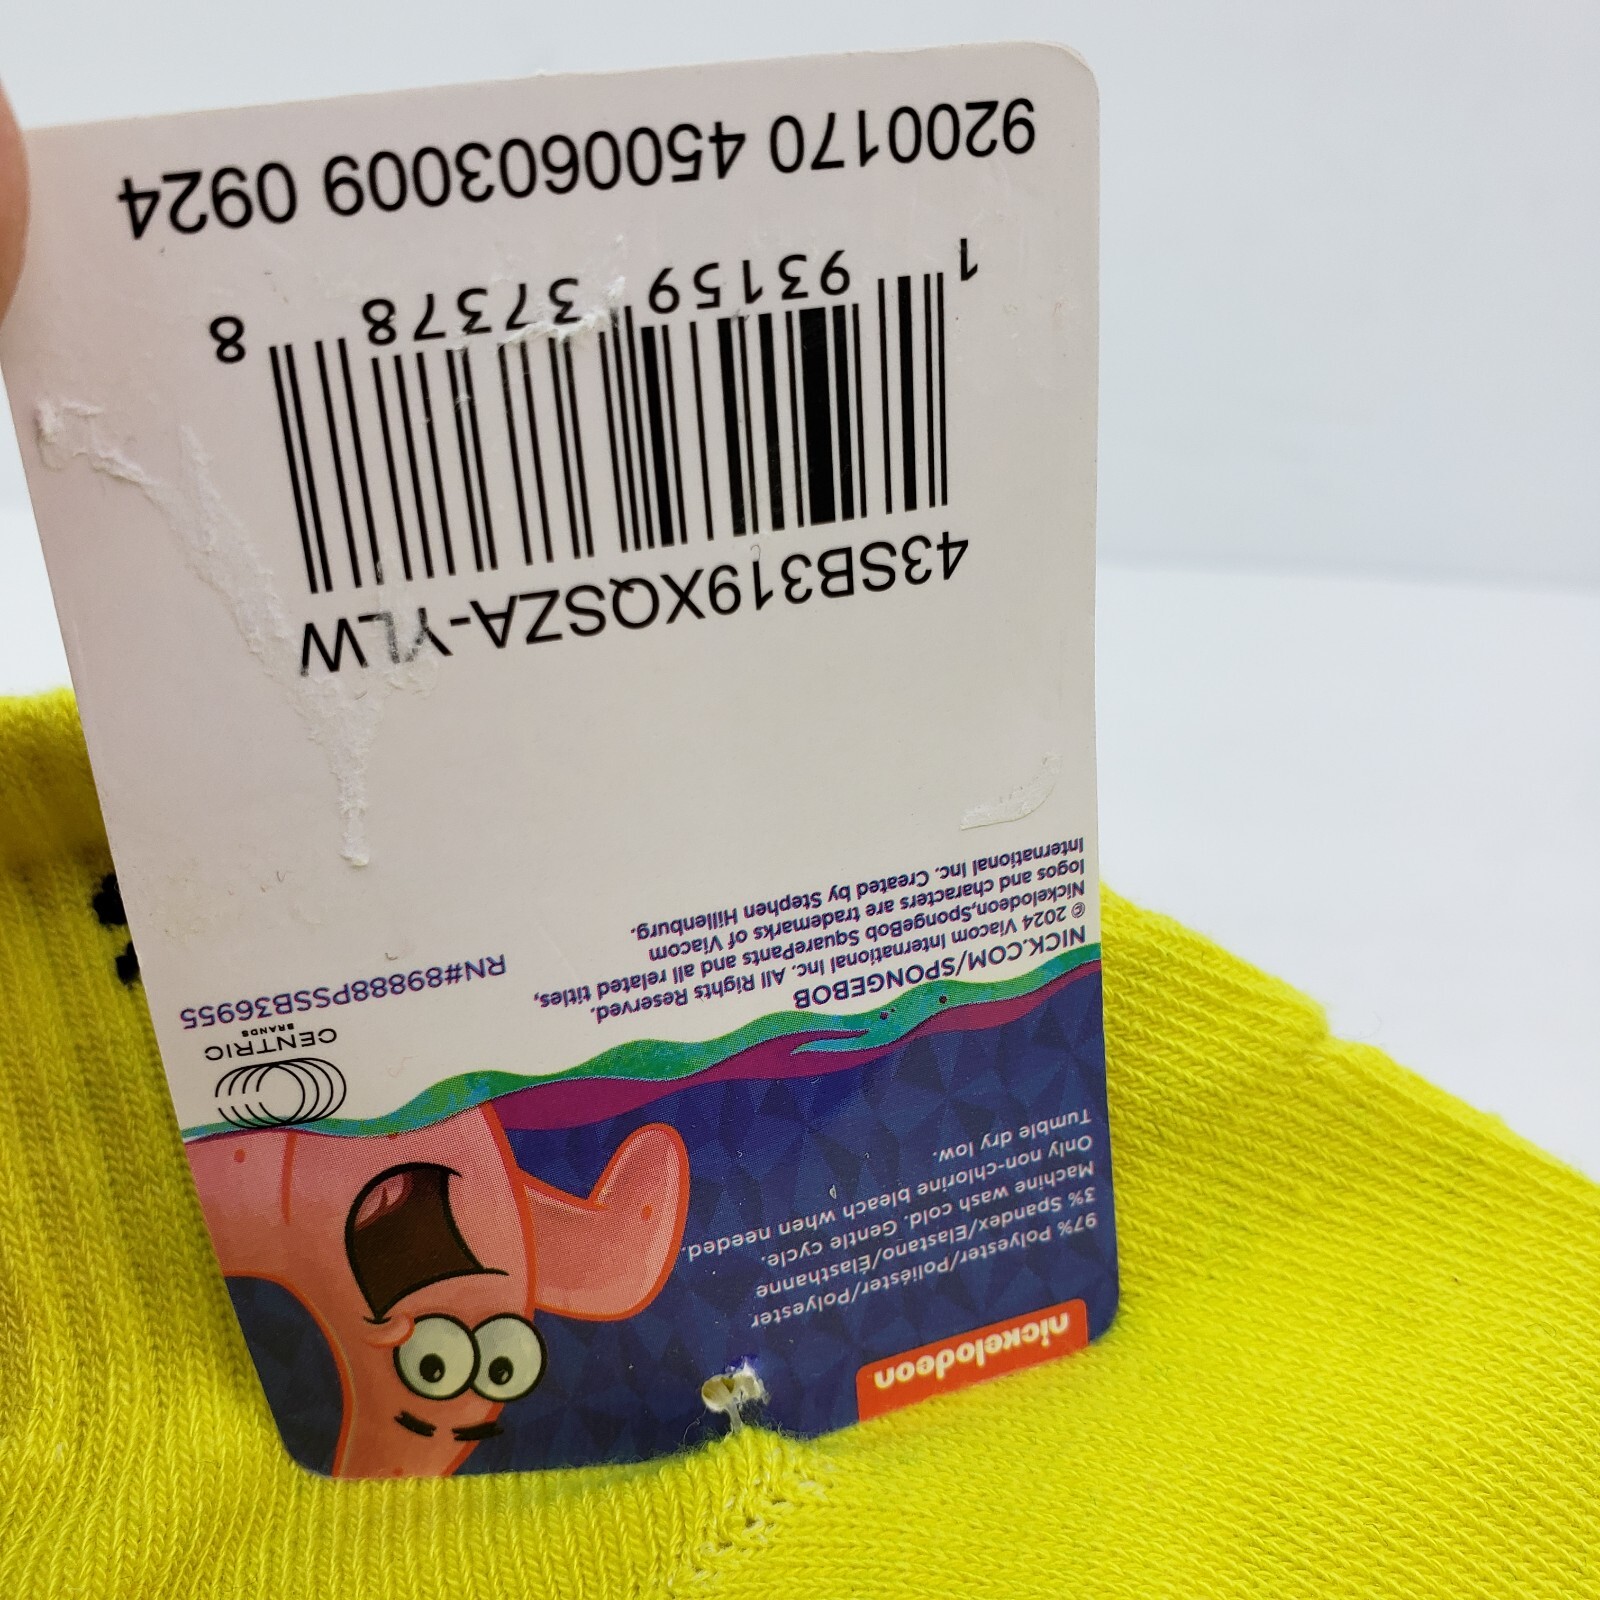 nickelodeon
97% Polyester/Poliéster/Polyester
3% Spandex/Elastano/Élasthanne
Machine wash cold. Gentle cycle.
Only non-chlorine bleach when needed.
Tumble dry low.
NICK.COM/SPONGEBOB
© 2024 Viacom International Inc. All Rights Reserved.
Nickelodeon,SpongeBob SquarePants and all related titles,
logos and characters are trademarks of Viacom
International Inc. Created by Stephen Hillenburg.
CENTRIC
BRANDS
RN#89888PSSB36955
43SB319XQSZA-YLW
1 93159 37378 8
9200170 4500603009 0924